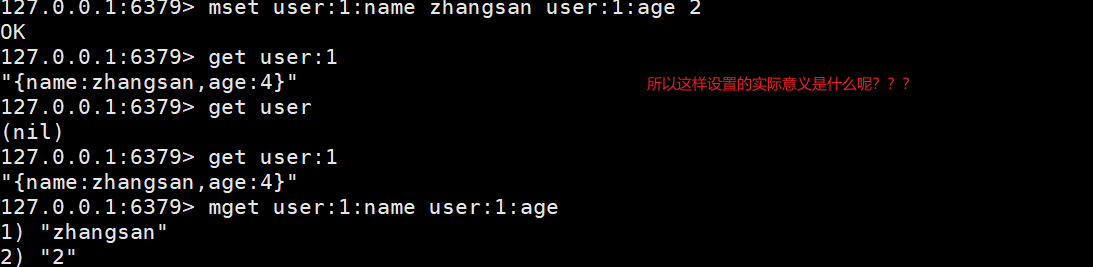 127.0.0.1:6379> mset user:1:name zhangsan user:1:age 2
OK
127.0.0.1:6379> get user:1
"{name:zhangsan,age:4}"
所以这样设置的实际意义是什么呢？？？
127.0.0.1:6379> get user
(nil)
127.0.0.1:6379> get user:1
"{name:zhangsan,age:4}"
127.0.0.1:6379> mget user:1:name user:1:age
1) "zhangsan"
2) "2"